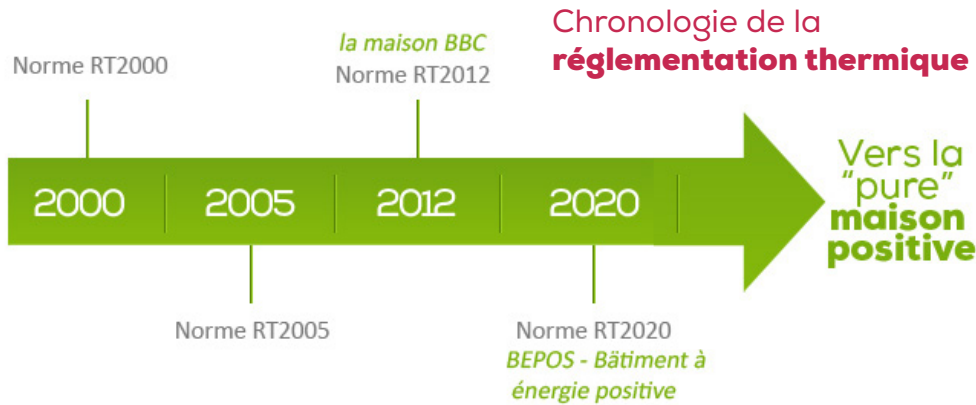 Chronologie de la
réglementation thermique
Norme RT2000
la maison BBC
Norme RT2012
2000
2005
2012
2020
Vers la
"pure"
maison
positive
Norme RT2005
Norme RT2020
BEPOS - Bâtiment à
énergie positive